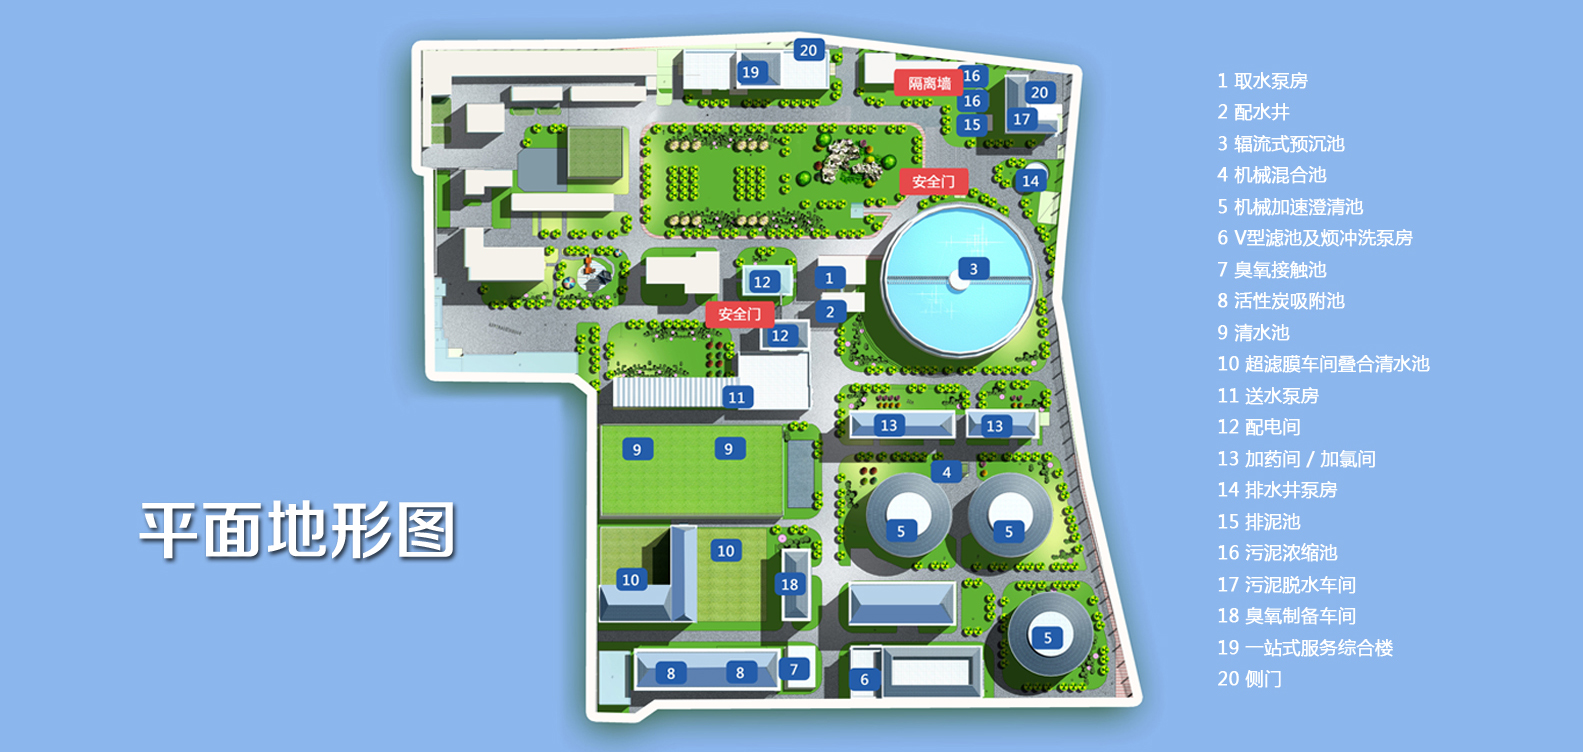 20
19
隔离墙
16
20
16
15
17
安全门
14
3
12
1
安全门
2
12
11
13
13
9
9
4
5
5
10
10
18
5
8
8
7
6
平面地形图
1 取水泵房
2 配水井
3 辐流式预沉池
4 机械混合池
5 机械加速澄清池
6 V型滤池及烦冲洗泵房
7 臭氧接触池
8 活性炭吸附池
9 清水池
10 超滤膜车间叠合清水池
11 送水泵房
12 配电间
13 加药间 / 加氯间
14 排水井泵房
15 排泥池
16 污泥浓缩池
17 污泥脱水车间
18 臭氧制备车间
19 一站式服务综合楼
20 侧门